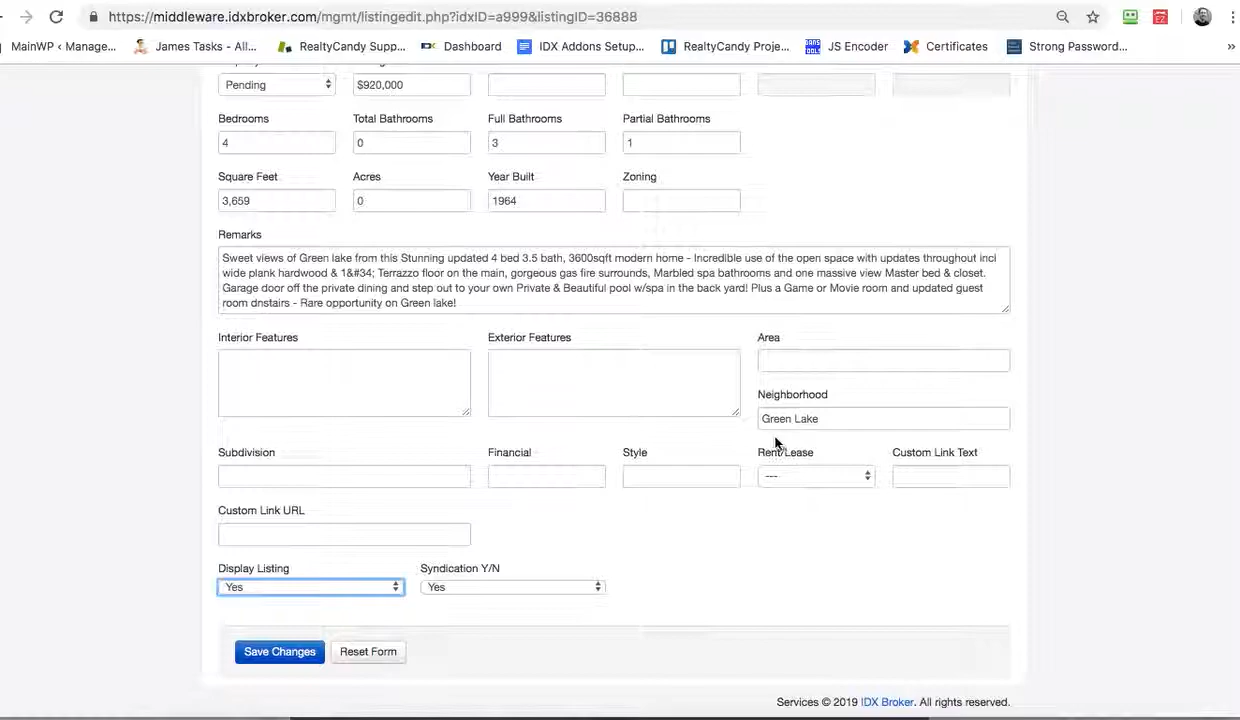 https://middleware.idxbroker.com/mgmt/listingedit.php?idxID=a999&listingID=36888
MainWP ‹ Manage... James Tasks - All... RealtyCandy Supp... Dashboard IDX Addons Setup... RealtyCandy Proje... JS Encoder Certificates Strong Password... »
Pending $920,000
Bedrooms Total Bathrooms Full Bathrooms Partial Bathrooms
4 0 3 1
Square Feet Acres Year Built Zoning
3,659 0 1964
Remarks
Sweet views of Green lake from this Stunning updated 4 bed 3.5 bath, 3600sqft modern home - Incredible use of the open space with updates throughout incl
wide plank hardwood & 1&#34; Terrazzo floor on the main, gorgeous gas fire surrounds, Marbled spa bathrooms and one massive view Master bed & closet.
Garage door off the private dining and step out to your own Private & Beautiful pool w/spa in the back yard! Plus a Game or Movie room and updated guest
room dnstairs - Rare opportunity on Green lake!
Interior Features Exterior Features Area
Neighborhood
Green Lake
Subdivision Financial Style Rent/Lease Custom Link Text
---
Custom Link URL
Display Listing Syndication Y/N
Yes Yes
Save Changes Reset Form
Services © 2019 IDX Broker. All rights reserved.